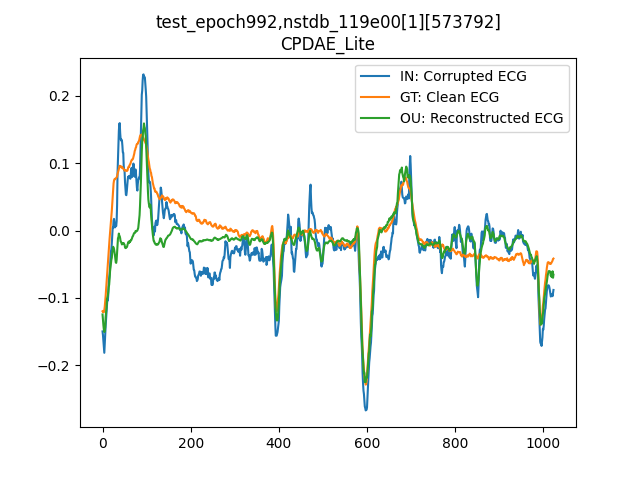 test_epoch992,nstdb_119e00[1][573792]
CPDAE_Lite
IN: Corrupted ECG
GT: Clean ECG
OU: Reconstructed ECG
0.2
0.1
0.0
−0.1
−0.2
0
200
400
600
800
1000